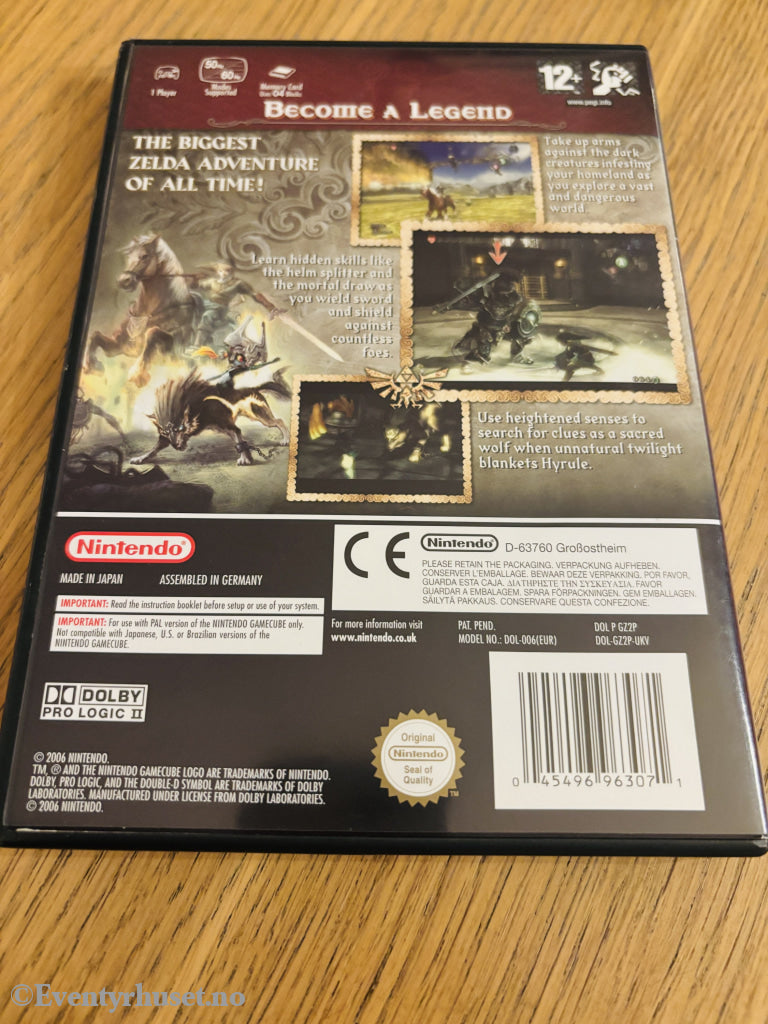 1 Player
50Hz
60Hz
Modes
Supported
Memory Card
04
12+
www.pegi.info
BECOME A LEGEND
THE BIGGEST
ZELDA ADVENTURE
OF ALL TIME!
Take up arms
against the dark
creatures infesting
your homeland as
you explore a vast
and dangerous
world.
Learn hidden skills like
the helm splitter and
the mortal draw as
you wield sword
and shield
against
countless
foes.
Use heightened senses to
search for clues as a sacred
wolf when unnatural twilight
blankets Hyrule.
Nintendo®
MADE IN JAPAN ASSEMBLED IN GERMANY
IMPORTANT: Read the instruction booklet before setup or use of your system.
IMPORTANT: For use with PAL version of the NINTENDO GAMECUBE only.
Not compatible with Japanese, U.S. or Brazilian versions of the
NINTENDO GAMECUBE.
CE
Nintendo® D-63760 Großostheim
PLEASE RETAIN THE PACKAGING. VERPACKUNG AUFHEBEN.
CONSERVER L'EMBALLAGE. BEWAAR DEZE VERPAKKING. POR FAVOR,
GUARDA ESTA CAJA. ΔΙΑΤΗΡΗΣΤΕ ΤΗΝ ΣΥΣΚΕΥΑΣΙΑ. FAVOR
GUARDAR A EMBALAGEM. SPARA FÖRPACKNINGEN. GEM EMBALLAGEN.
SÄILYTÄ PAKKAUS. CONSERVARE QUESTA CONFEZIONE.
For more information visit
www.nintendo.co.uk
PAT. PEND. DOL P GZ2P
MODEL NO.: DOL-006(EUR) DOL-GZ2P-UKV
DOLBY
PRO LOGIC II
Original
Nintendo®
Seal of
Quality
TM
0 45496 96307 1
© 2006 NINTENDO.
TM, ® AND THE NINTENDO GAMECUBE LOGO ARE TRADEMARKS OF NINTENDO.
DOLBY, PRO LOGIC, AND THE DOUBLE-D SYMBOL ARE TRADEMARKS OF DOLBY
LABORATORIES. MANUFACTURED UNDER LICENSE FROM DOLBY LABORATORIES.
© 2006 NINTENDO.
©Eventyrhuset.no